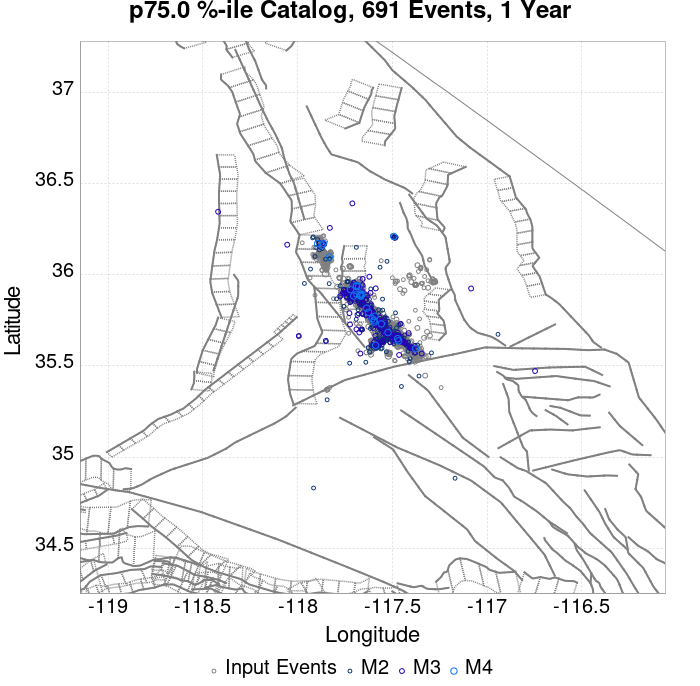 p75.0 %-ile Catalog, 691 Events, 1 Year
37
36.5
36
35.5
35
34.5
Latitude
-119 -118.5 -118 -117.5 -117 -116.5
Longitude
Input Events M2 M3 M4